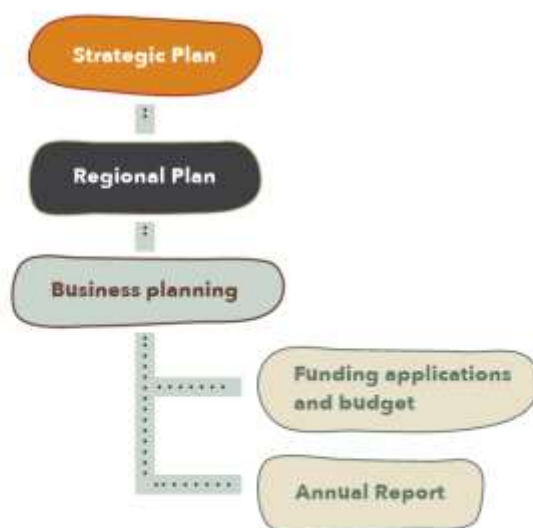 Strategic Plan
Regional Plan
Business planning
Funding applications
and budget
Annual Report